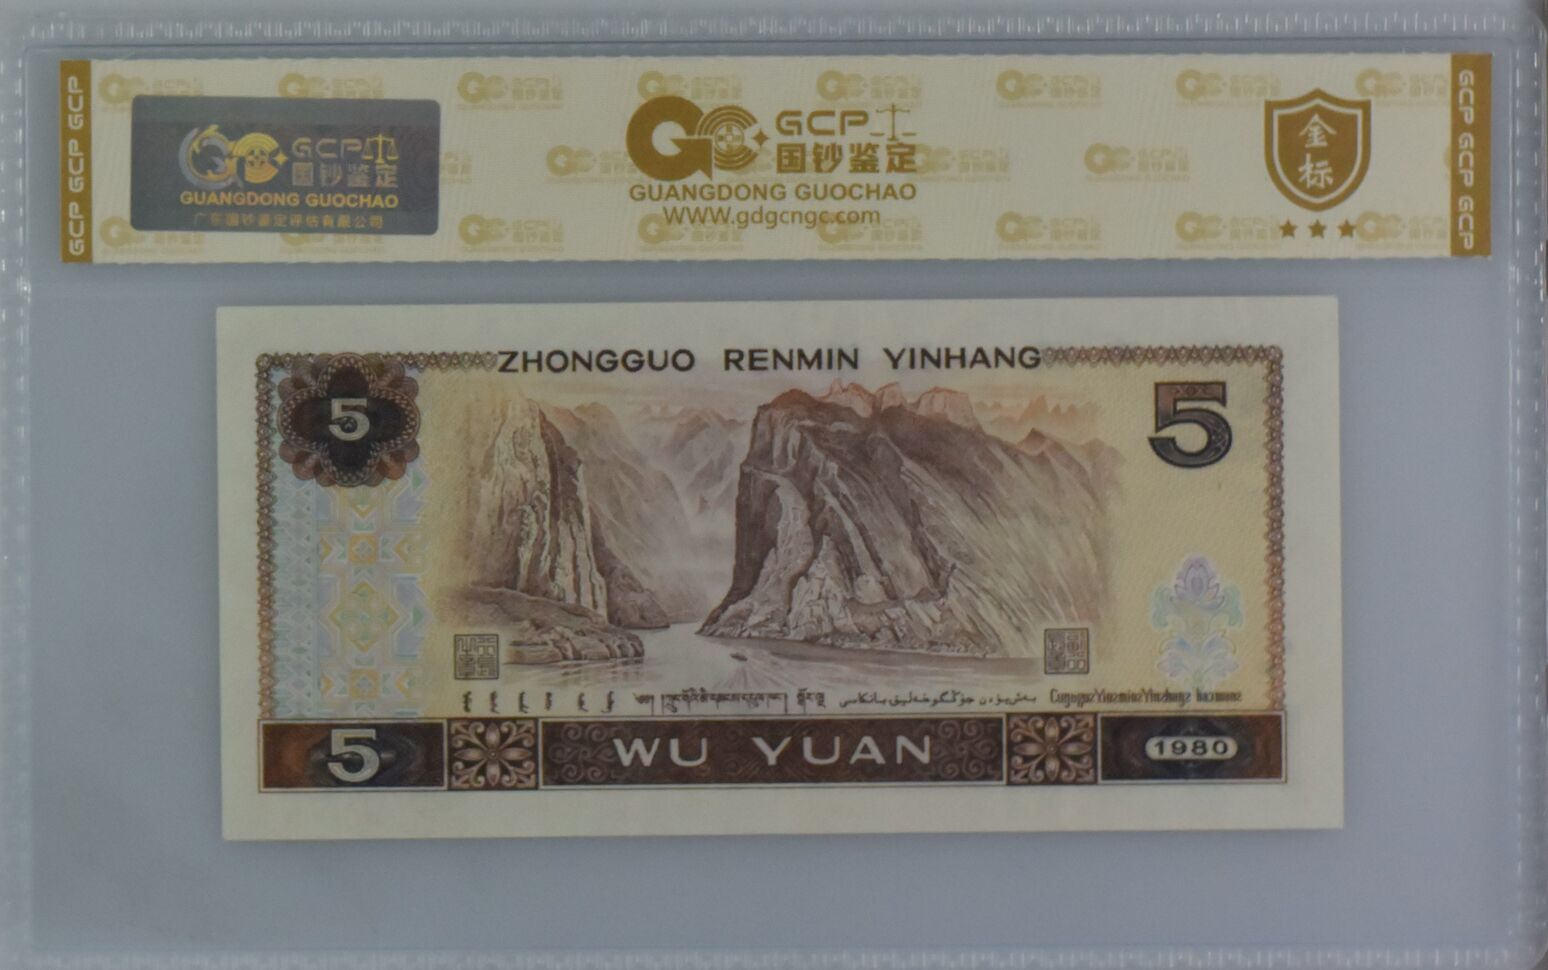 GCP GCP GCP
GCP 国钞鉴定
GUANGDONG GUOCHAO
广东国钞鉴定评估有限公司
GCP
国钞鉴定
GUANGDONG GUOCHAO
WWW.gdgcngc.com
金标
GCP GCP GCP
ZHONGGUO RENMIN YINHANG
5
5
5
WU YUAN
1980